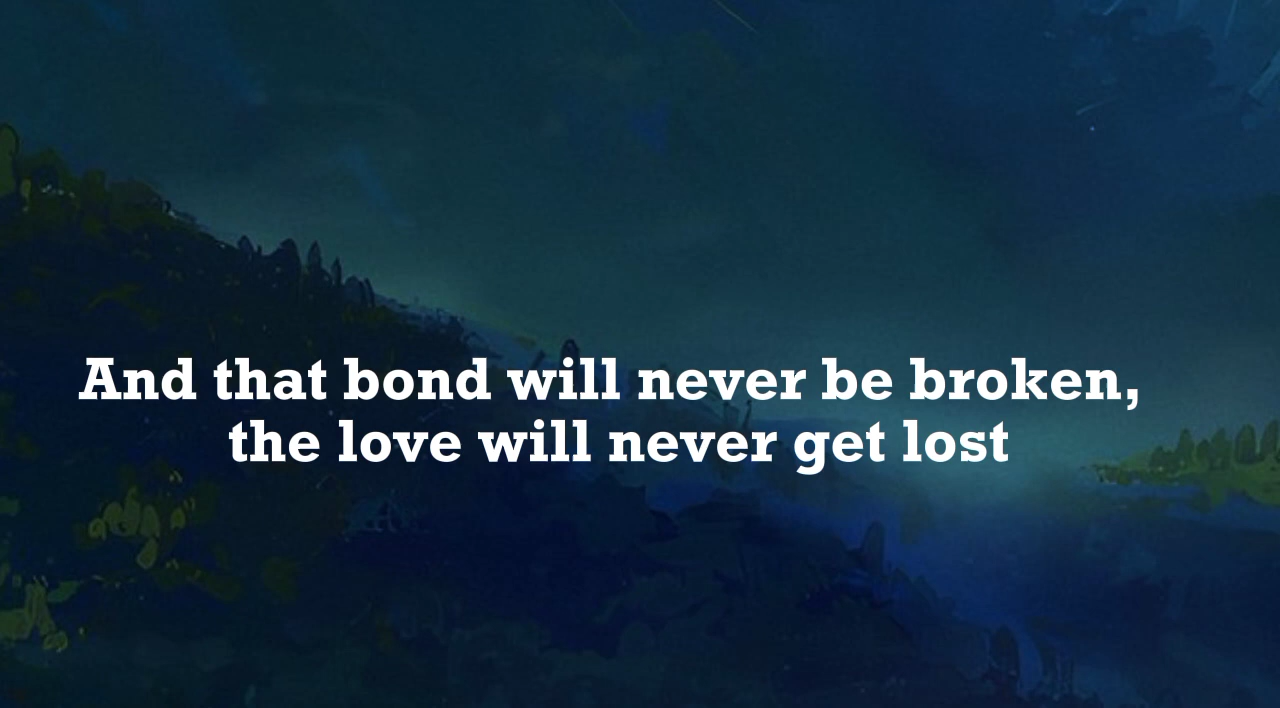 And that bond will never be broken,
the love will never get lost